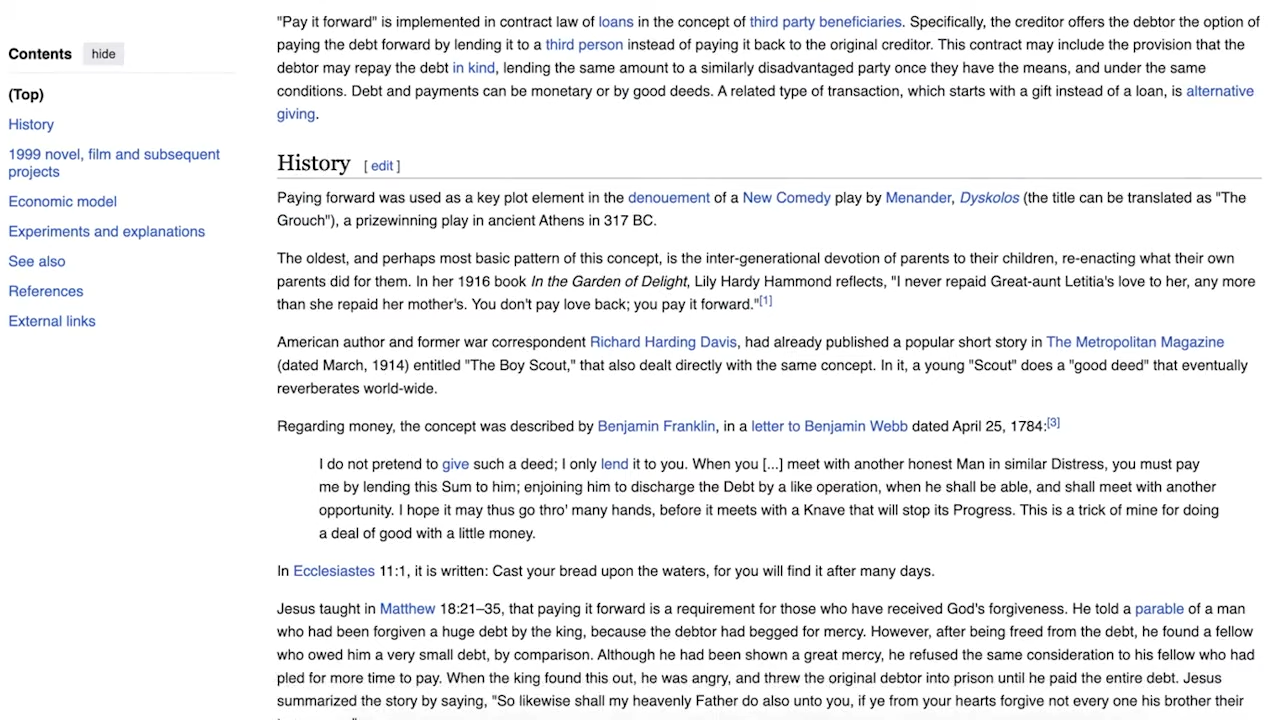 Contents hide
(Top)
History
1999 novel, film and subsequent
projects
Economic model
Experiments and explanations
See also
References
External links
"Pay it forward" is implemented in contract law of loans in the concept of third party beneficiaries. Specifically, the creditor offers the debtor the option of
paying the debt forward by lending it to a third person instead of paying it back to the original creditor. This contract may include the provision that the
debtor may repay the debt in kind, lending the same amount to a similarly disadvantaged party once they have the means, and under the same
conditions. Debt and payments can be monetary or by good deeds. A related type of transaction, which starts with a gift instead of a loan, is alternative
giving.
History [ edit ]
Paying forward was used as a key plot element in the denouement of a New Comedy play by Menander, Dyskolos (the title can be translated as "The
Grouch"), a prizewinning play in ancient Athens in 317 BC.
The oldest, and perhaps most basic pattern of this concept, is the inter-generational devotion of parents to their children, re-enacting what their own
parents did for them. In her 1916 book In the Garden of Delight, Lily Hardy Hammond reflects, "I never repaid Great-aunt Letitia's love to her, any more
than she repaid her mother's. You don't pay love back; you pay it forward."[1]
American author and former war correspondent Richard Harding Davis, had already published a popular short story in The Metropolitan Magazine
(dated March, 1914) entitled "The Boy Scout," that also dealt directly with the same concept. In it, a young "Scout" does a "good deed" that eventually
reverberates world-wide.
Regarding money, the concept was described by Benjamin Franklin, in a letter to Benjamin Webb dated April 25, 1784:[3]
I do not pretend to give such a deed; I only lend it to you. When you [...] meet with another honest Man in similar Distress, you must pay
me by lending this Sum to him; enjoining him to discharge the Debt by a like operation, when he shall be able, and shall meet with another
opportunity. I hope it may thus go thro' many hands, before it meets with a Knave that will stop its Progress. This is a trick of mine for doing
a deal of good with a little money.
In Ecclesiastes 11:1, it is written: Cast your bread upon the waters, for you will find it after many days.
Jesus taught in Matthew 18:21–35, that paying it forward is a requirement for those who have received God's forgiveness. He told a parable of a man
who had been forgiven a huge debt by the king, because the debtor had begged for mercy. However, after being freed from the debt, he found a fellow
who owed him a very small debt, by comparison. Although he had been shown a great mercy, he refused the same consideration to his fellow who had
pled for more time to pay. When the king found this out, he was angry, and threw the original debtor into prison until he paid the entire debt. Jesus
summarized the story by saying, "So likewise shall my heavenly Father do also unto you, if ye from your hearts forgive not every one his brother their